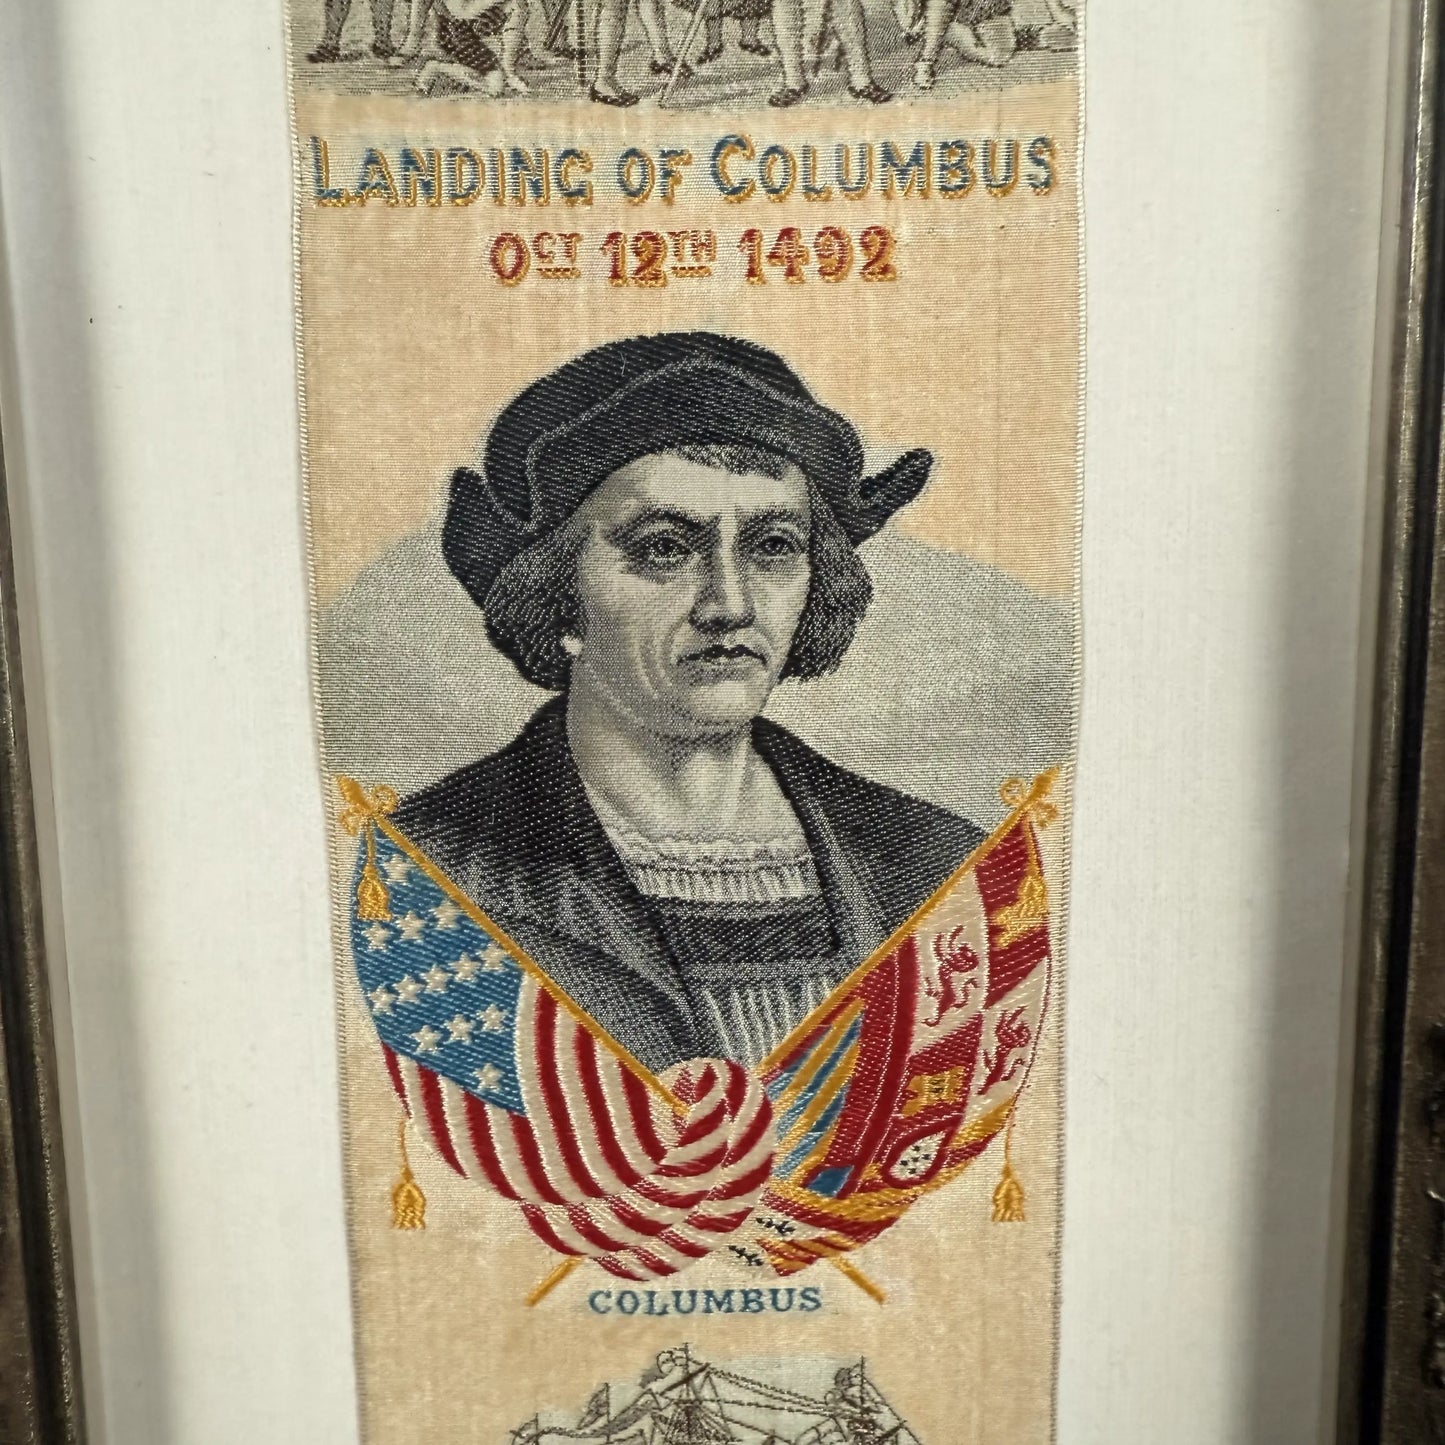 LANDING OF COLUMBUS
OCT 12TH 1492
COLUMBUS